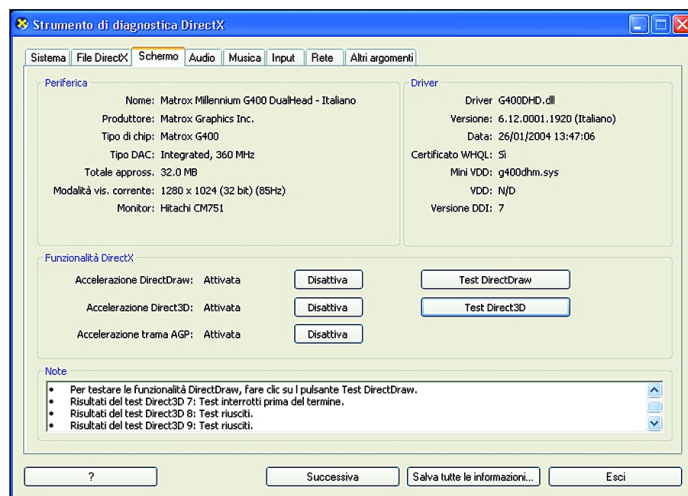 Strumento di diagnostica DirectX
Sistema File DirectX Schermo Audio Musica Input Rete Altri argomenti
Periferica
Nome: Matrox Millennium G400 DualHead - Italiano
Produttore: Matrox Graphics Inc.
Tipo di chip: Matrox G400
Tipo DAC: Integrated, 360 MHz
Totale appross. 32.0 MB
Modalità vis. corrente: 1280 x 1024 (32 bit) (85Hz)
Monitor: Hitachi CM751
Driver
Driver G400DHD.dll
Versione: 6.12.0001.1920 (Italiano)
Data: 26/01/2004 13:47:06
Certificato WHQL: Sì
Mini VDD: g400dhm.sys
VDD: N/D
Versione DDI: 7
Funzionalità DirectX
Accelerazione DirectDraw: Attivata Disattiva Test DirectDraw
Accelerazione Direct3D: Attivata Disattiva Test Direct3D
Accelerazione trama AGP: Attivata Disattiva
Note
• Per testare le funzionalità DirectDraw, fare clic su l pulsante Test DirectDraw.
• Risultati del test Direct3D 7: Test interrotti prima del termine.
• Risultati del test Direct3D 8: Test riusciti.
• Risultati del test Direct3D 9: Test riusciti.
? Successiva Salva tutte le informazioni... Esci